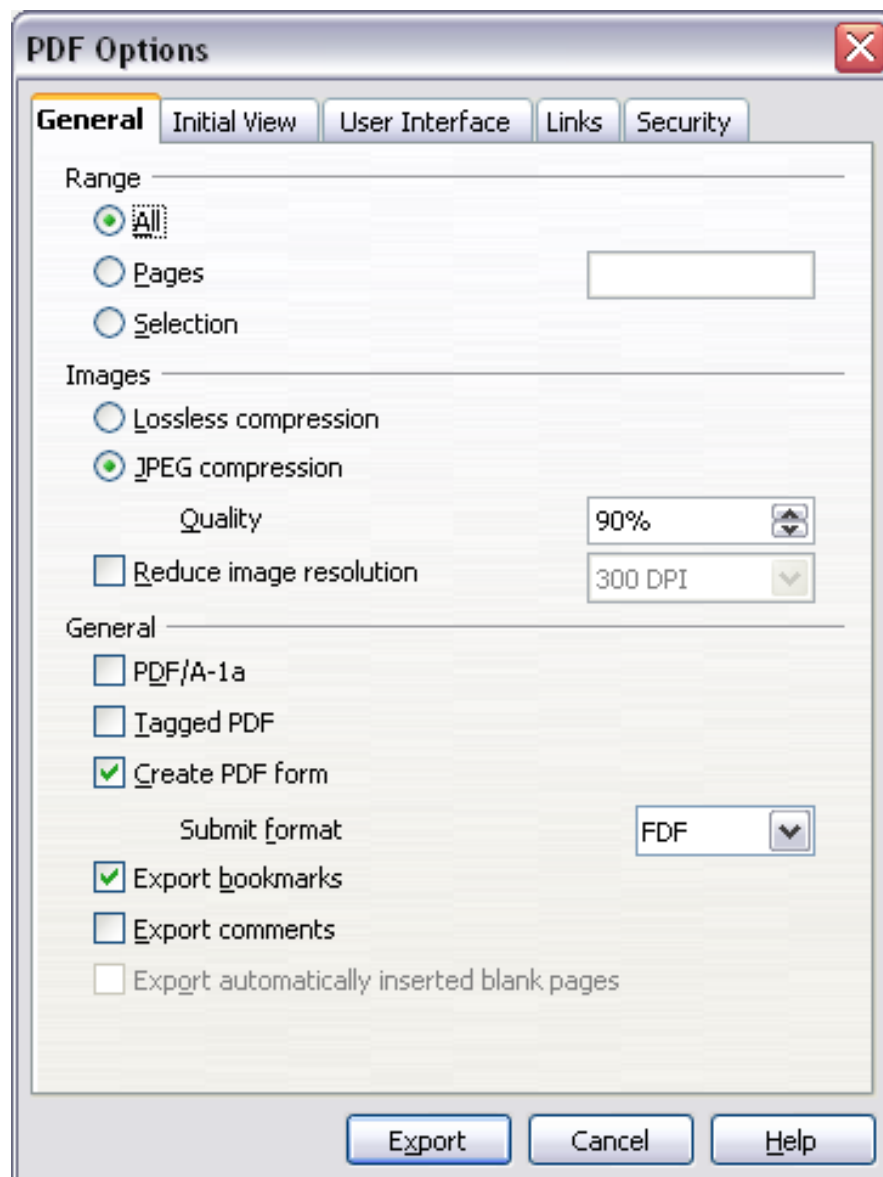 PDF Options
General Initial View User Interface Links Security
Range
All
Pages
Selection
Images
Lossless compression
JPEG compression
Quality 90%
Reduce image resolution 300 DPI
General
PDF/A-1a
Tagged PDF
Create PDF form
Submit format FDF
Export bookmarks
Export comments
Export automatically inserted blank pages
Export Cancel Help